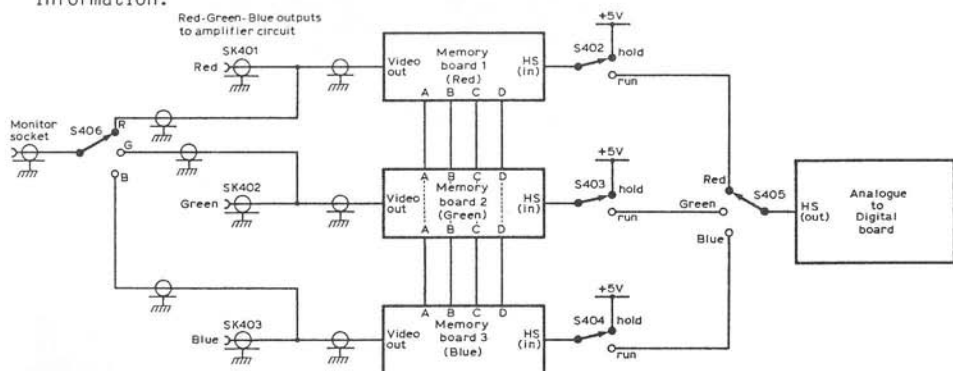 information.
Red-Green-Blue outputs
to amplifier circuit
SK401
Red
Video
out
Memory
board 1
(Red)
HS
(in)
A B C D
+5V
S402
hold
run
Monitor
socket
S406
R
G
B
SK402
Green
Video
out
A B C D
Memory
board 2
(Green)
A B C D
HS
(in)
+5V
S403
hold
run
Red
Green
Blue
S405
HS
(out)
Analogue
to
Digital
board
SK403
Blue
Video
out
A B C D
Memory
board 3
(Blue)
HS
(in)
+5V
S404
hold
run